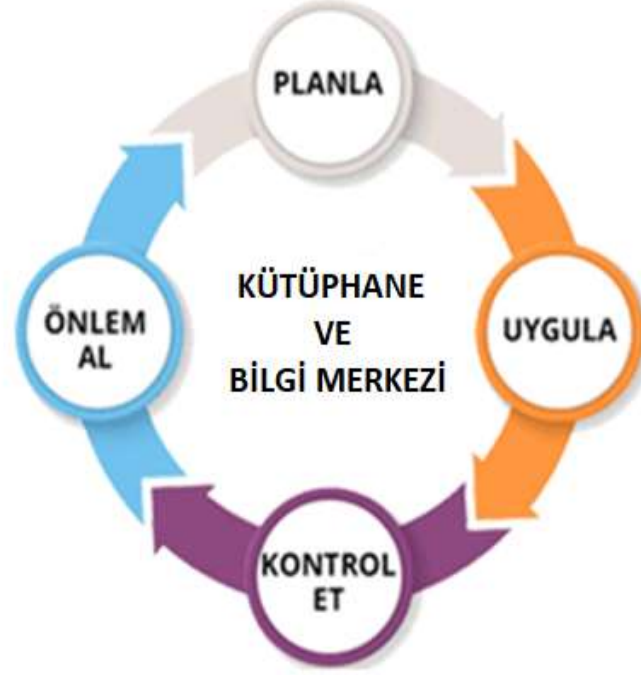 PLANLA
UYGULA
KONTROL
ET
ÖNLEM
AL
KÜTÜPHANE
VE
BİLGİ MERKEZİ